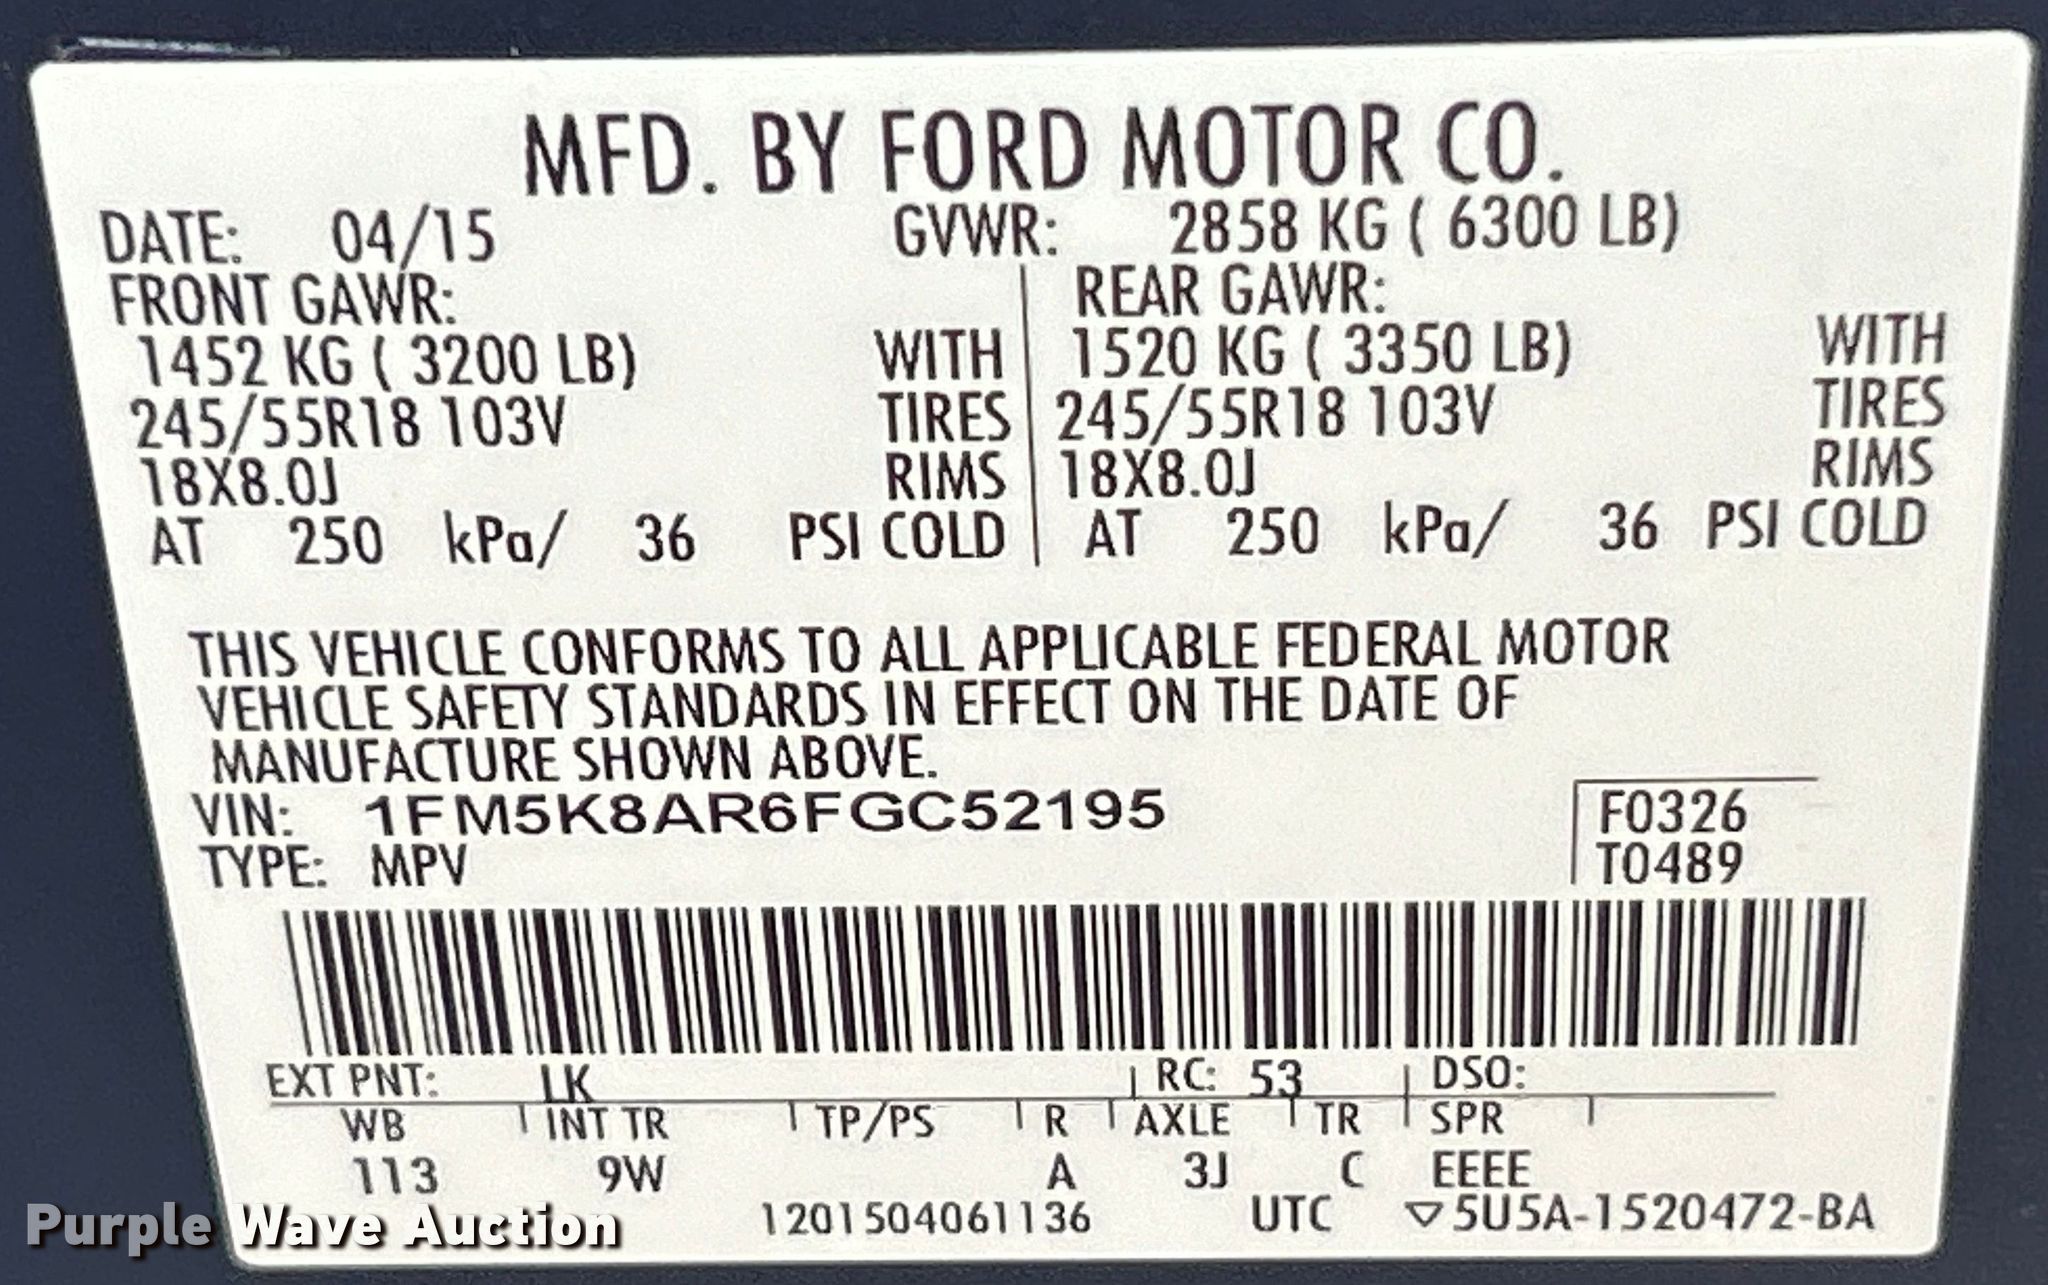 MFD. BY FORD MOTOR CO.
DATE: 04/15 GVWR: 2858 KG ( 6300 LB)
FRONT GAWR: REAR GAWR:
1452 KG ( 3200 LB) WITH 1520 KG ( 3350 LB) WITH
245/55R18 103V TIRES 245/55R18 103V TIRES
18X8.0J RIMS 18X8.0J RIMS
AT 250 kPa/ 36 PSI COLD AT 250 kPa/ 36 PSI COLD
THIS VEHICLE CONFORMS TO ALL APPLICABLE FEDERAL MOTOR
VEHICLE SAFETY STANDARDS IN EFFECT ON THE DATE OF
MANUFACTURE SHOWN ABOVE.
VIN: 1FM5K8AR6FGC52195 F0326
TYPE: MPV T0489
EXT PNT: LK RC: 53 DSO:
WB INT TR TP/PS R AXLE TR SPR
113 9W A 3J C EEEE
1201504061136 UTC ▽5U5A-1520472-BA
Purple Wave Auction